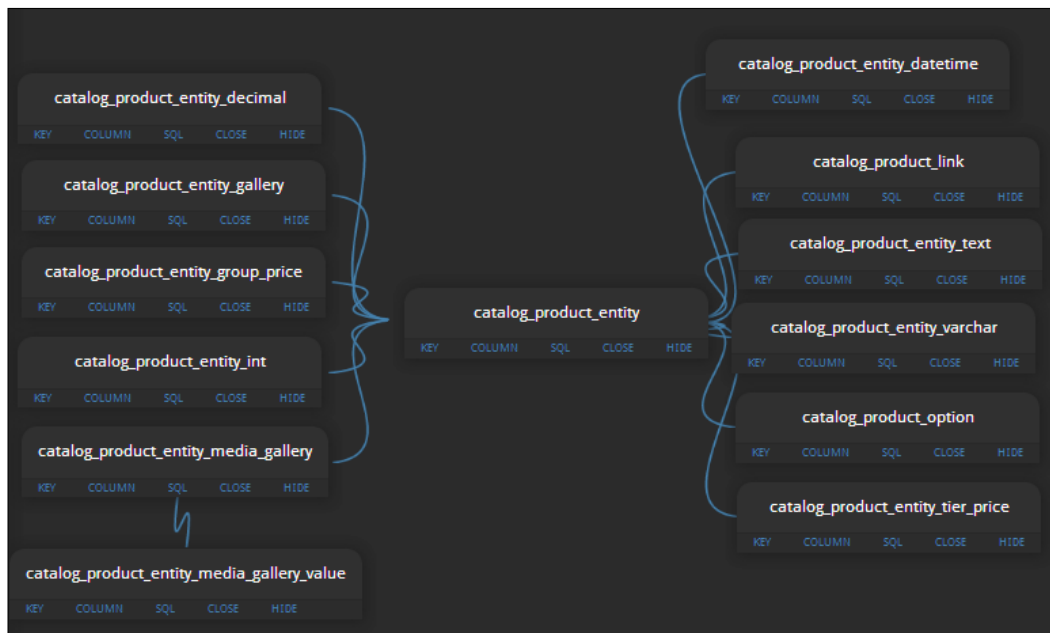 catalog_product_entity_decimal
KEY COLUMN SQL CLOSE HIDE
catalog_product_entity_gallery
KEY COLUMN SQL CLOSE HIDE
catalog_product_entity_group_price
KEY COLUMN SQL CLOSE HIDE
catalog_product_entity_int
KEY COLUMN SQL CLOSE HIDE
catalog_product_entity_media_gallery
KEY COLUMN SQL CLOSE HIDE
catalog_product_entity_media_gallery_value
KEY COLUMN SQL CLOSE HIDE
catalog_product_entity
KEY COLUMN SQL CLOSE HIDE
catalog_product_entity_datetime
KEY COLUMN SQL CLOSE HIDE
catalog_product_link
KEY COLUMN SQL CLOSE HIDE
catalog_product_entity_text
KEY COLUMN SQL CLOSE HIDE
catalog_product_entity_varchar
KEY COLUMN SQL CLOSE HIDE
catalog_product_option
KEY COLUMN SQL CLOSE HIDE
catalog_product_entity_tier_price
KEY COLUMN SQL CLOSE HIDE